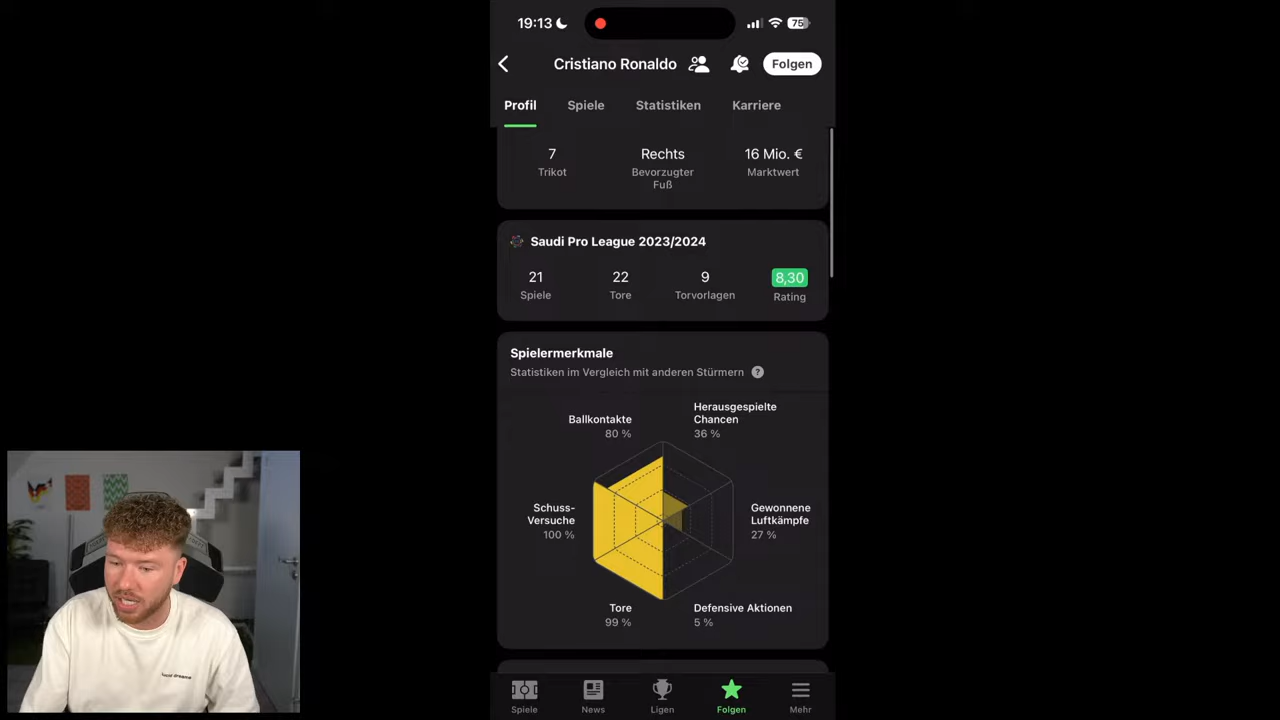 19:13
75
Cristiano Ronaldo
Folgen
Profil
Spiele
Statistiken
Karriere
7
Trikot
Rechts
Bevorzugter
Fuß
16 Mio. €
Marktwert
Saudi Pro League 2023/2024
21
Spiele
22
Tore
9
Torvorlagen
8,30
Rating
Spielermerkmale
Statistiken im Vergleich mit anderen Stürmern ?
Ballkontakte
80 %
Herausgespielte
Chancen
36 %
Schuss-
Versuche
100 %
Gewonnene
Luftkämpfe
27 %
Tore
99 %
Defensive Aktionen
5 %
Spiele
News
Ligen
Folgen
Mehr